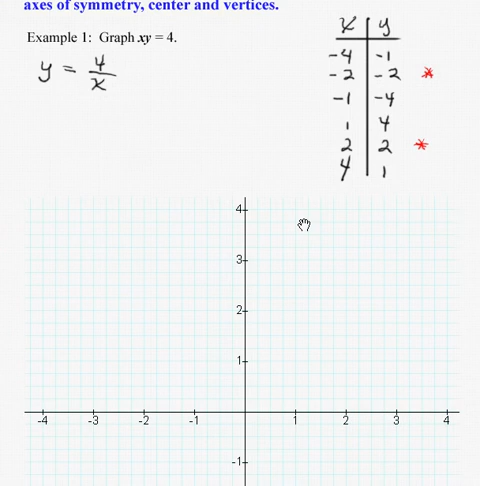 axes of symmetry, center and vertices.
Example 1: Graph xy = 4.
y = 4/x
x y
-4 -1
-2 -2 *
-1 -4
1 4
2 2 *
4 1
4
3
2
1
-4 -3 -2 -1 1 2 3 4
-1